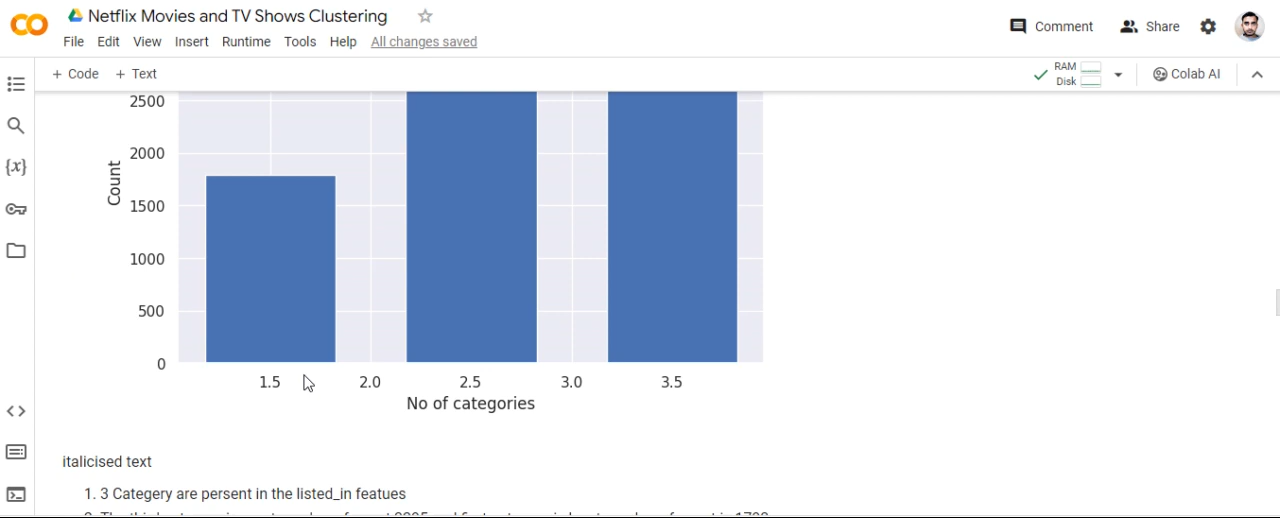 Netflix Movies and TV Shows Clustering
File Edit View Insert Runtime Tools Help All changes saved
Comment Share
+ Code + Text
RAM
Disk
Colab AI
2500
2000
1500
1000
500
0
Count
1.5 2.0 2.5 3.0 3.5
No of categories
{x}
<>
italicised text
1. 3 Categery are persent in the listed_in featues